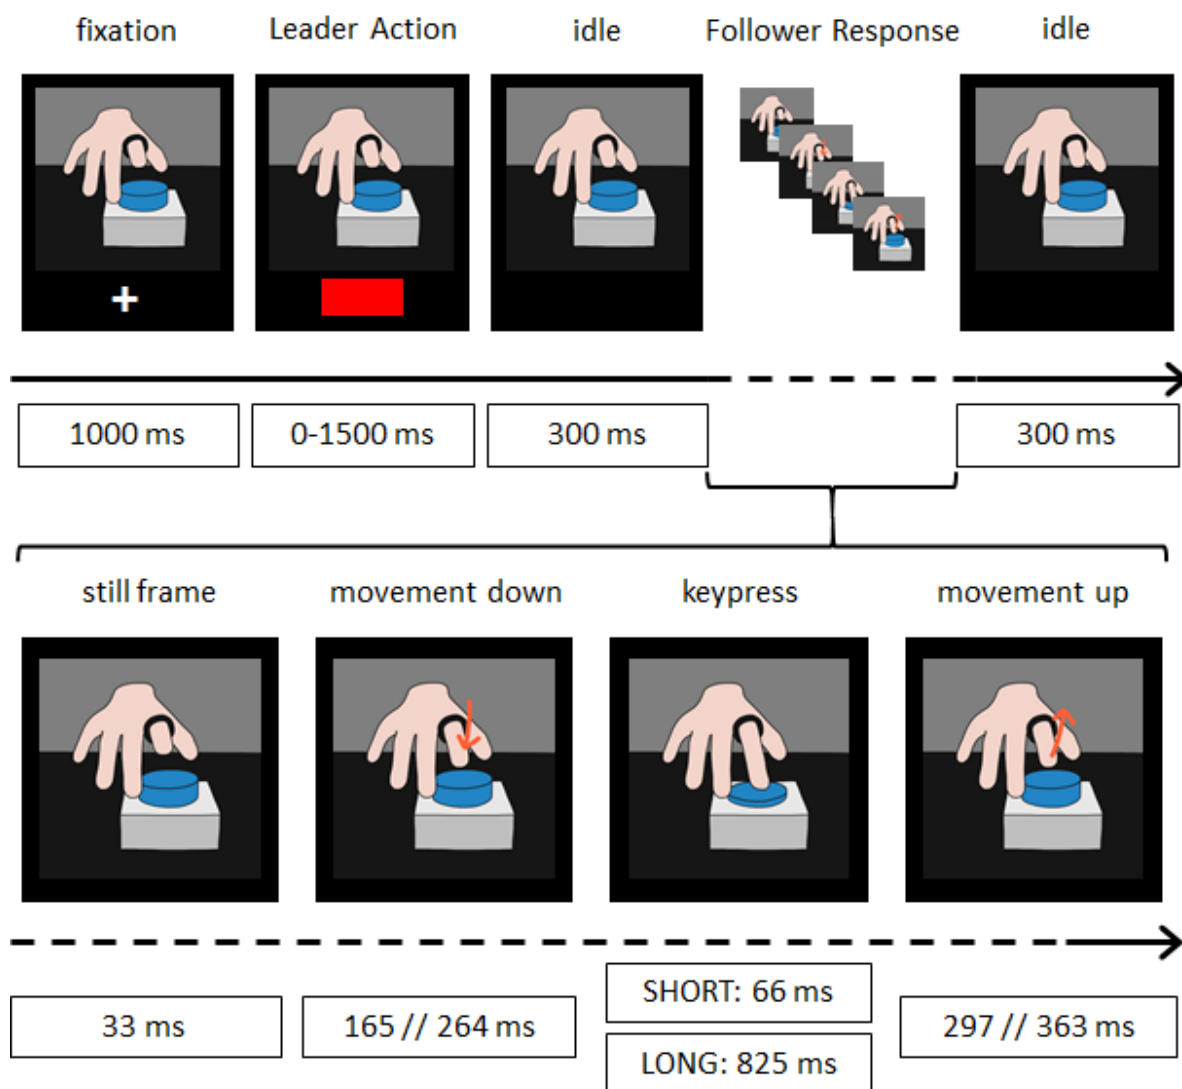 fixation
Leader Action
idle
Follower Response
idle
+
1000 ms
0-1500 ms
300 ms
300 ms
still frame
movement down
keypress
movement up
33 ms
165 // 264 ms
SHORT: 66 ms
LONG: 825 ms
297 // 363 ms